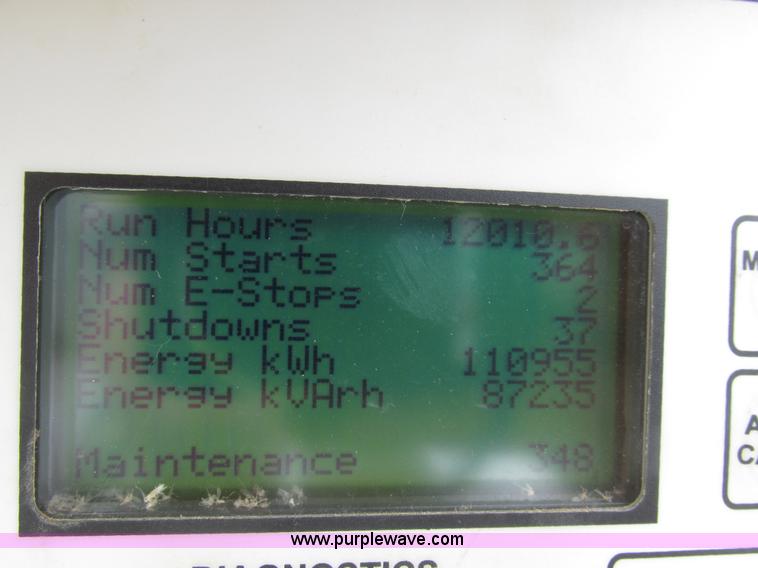 Run Hours 12010.6
Num Starts 364
Num E-Stops 2
Shutdowns 37
Energy kWh 110955
Energy kVArh 87235
Maintenance 348
www.purplewave.com